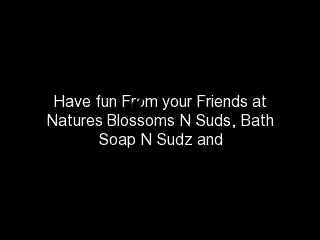 Have fun From your Friends at
Natures Blossoms N Suds, Bath
Soap N Sudz and